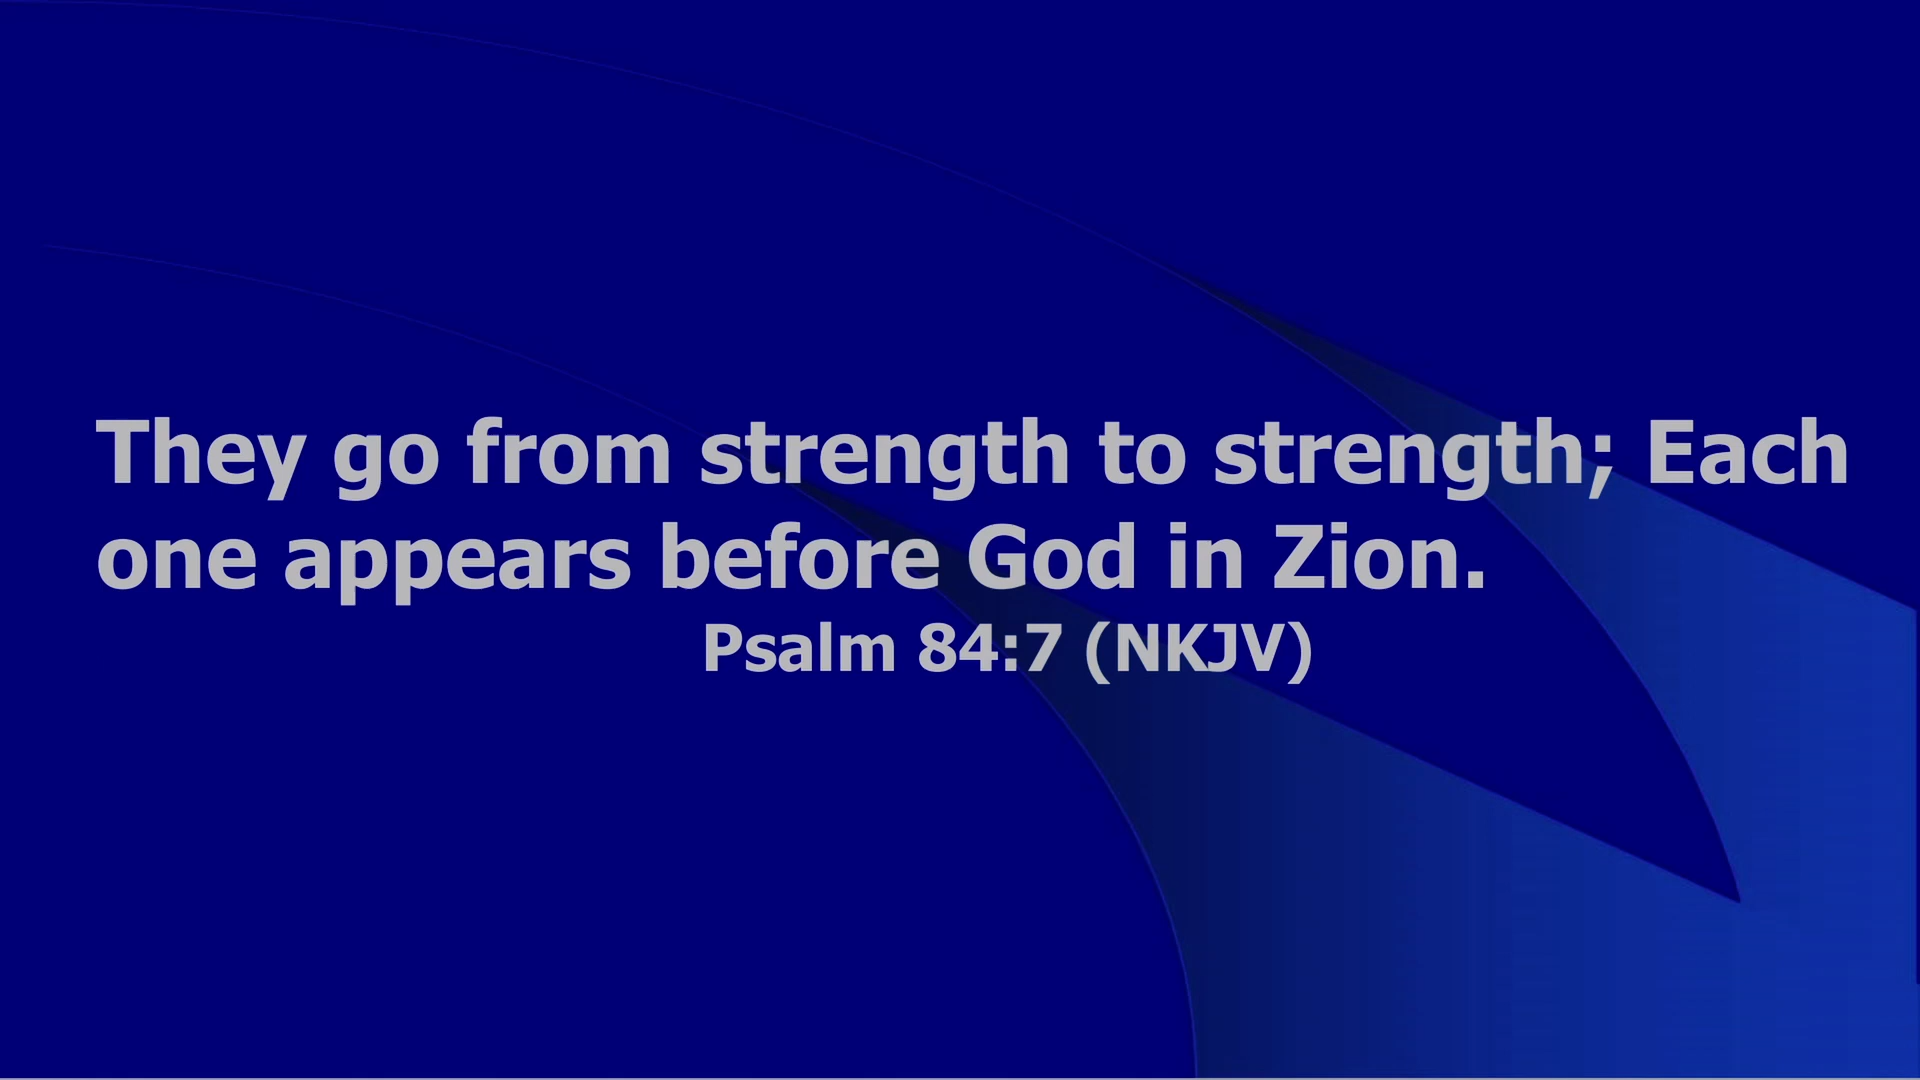 They go from strength to strength; Each
one appears before God in Zion.
Psalm 84:7 (NKJV)